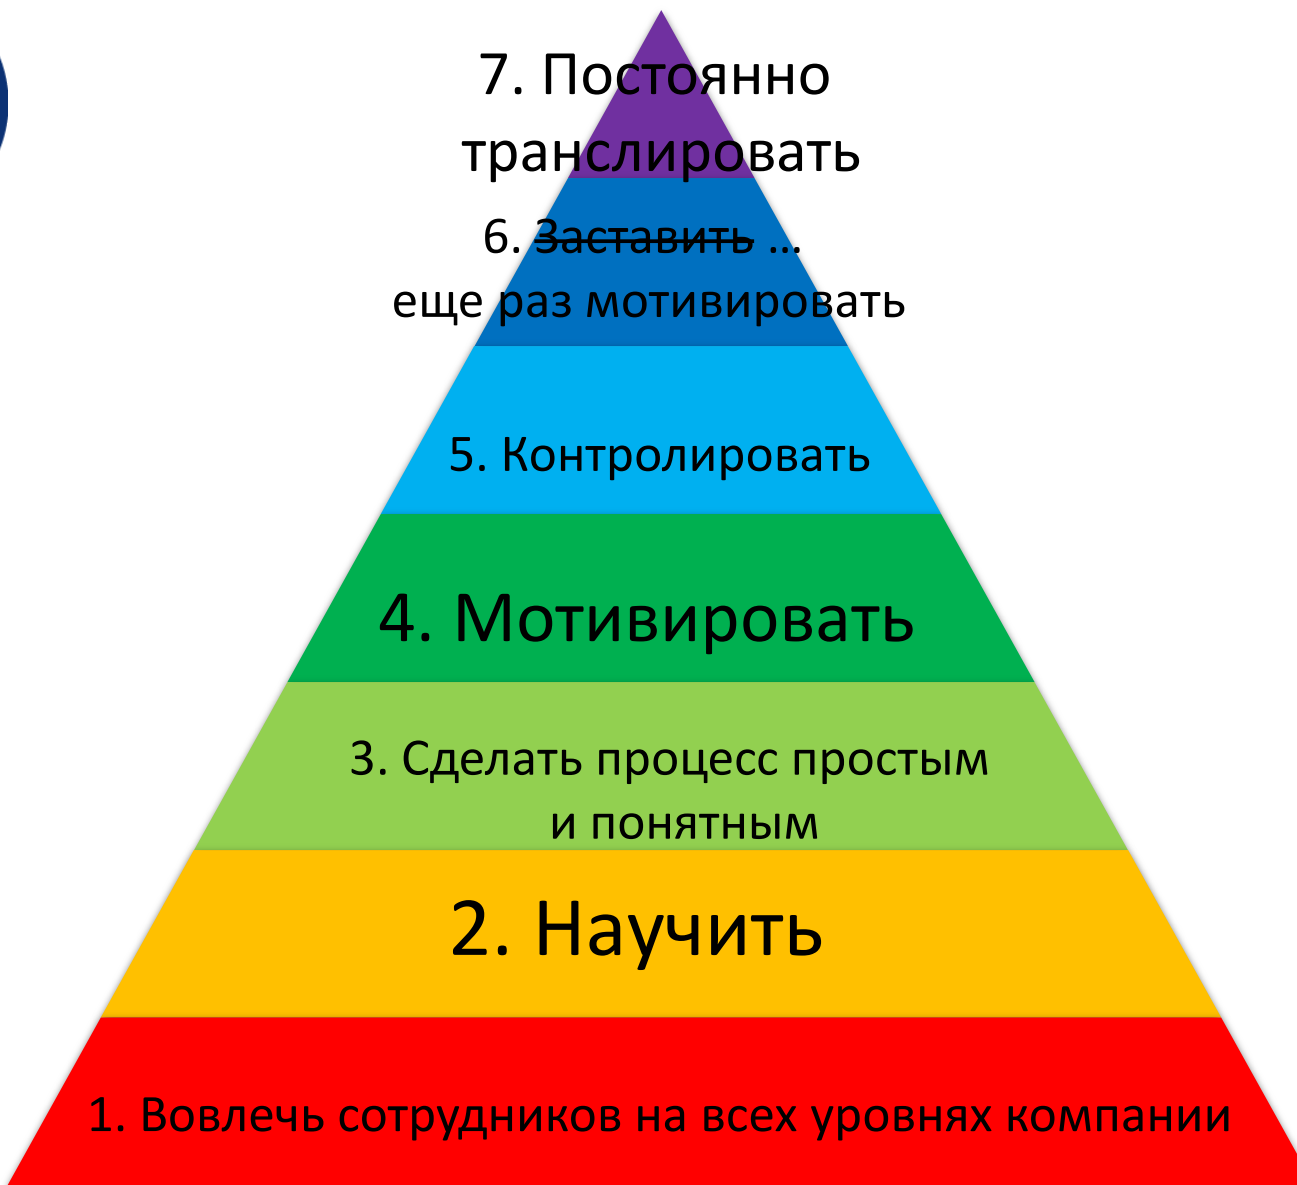 7. Постоянно
транслировать
6. Заставить ...
еще раз мотивировать
5. Контролировать
4. Мотивировать
3. Сделать процесс простым
и понятным
2. Научить
1. Вовлечь сотрудников на всех уровнях компании